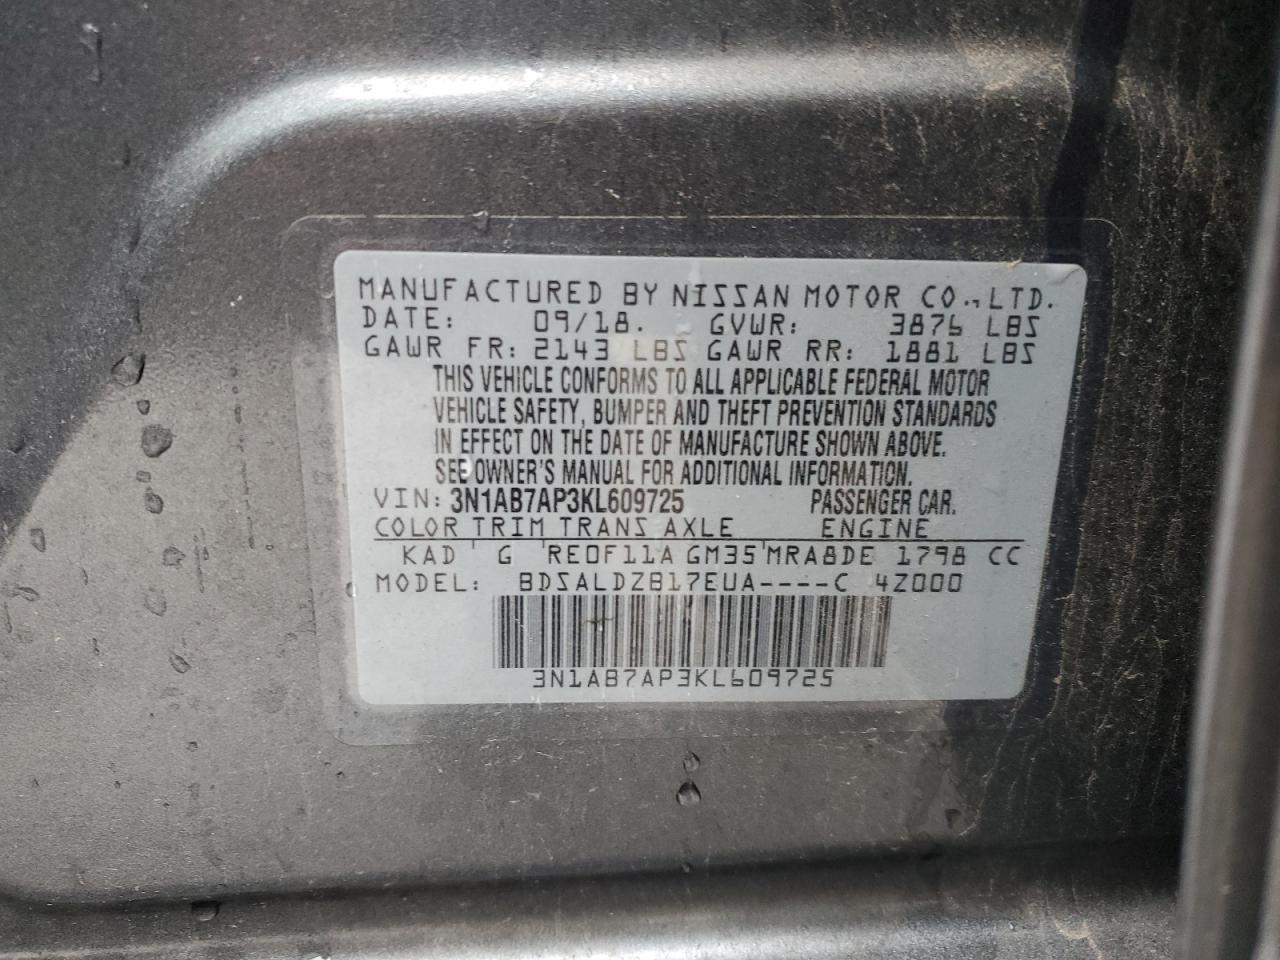 MANUFACTURED BY NISSAN MOTOR CO., LTD.
DATE: 09/18. GVWR: 3876 LBS
GAWR FR: 2143 LBS GAWR RR: 1881 LBS
THIS VEHICLE CONFORMS TO ALL APPLICABLE FEDERAL MOTOR
VEHICLE SAFETY, BUMPER AND THEFT PREVENTION STANDARDS
IN EFFECT ON THE DATE OF MANUFACTURE SHOWN ABOVE.
SEE OWNER'S MANUAL FOR ADDITIONAL INFORMATION.
VIN: 3N1AB7AP3KL609725 PASSENGER CAR.
COLOR TRIM TRANS AXLE ENGINE
KAD G RE0F11A GM35 MRA8DE 1798 CC
MODEL: BDSALDZB17EUA----C 4Z000
3N1AB7AP3KL609725